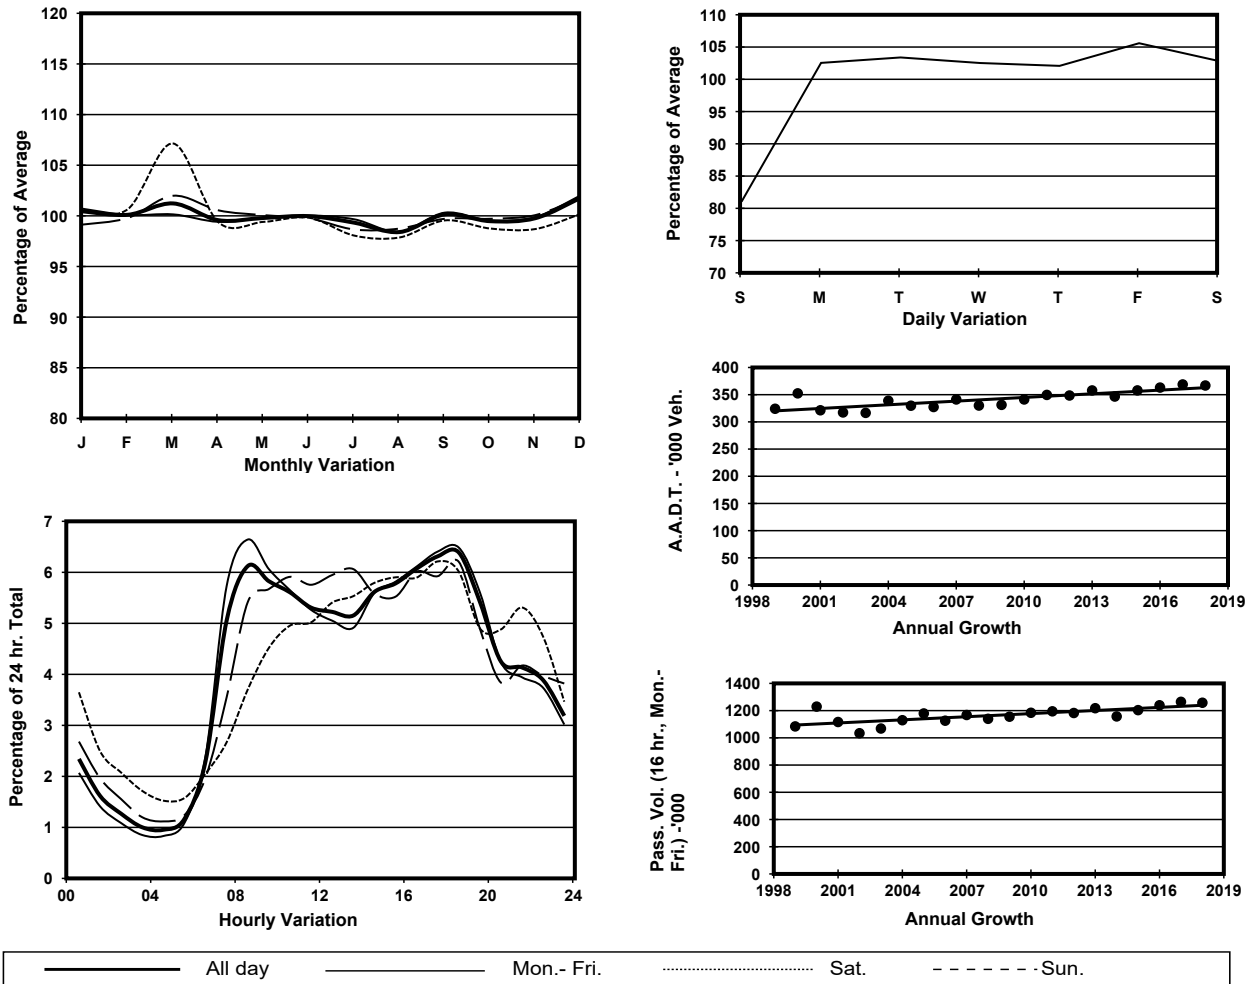 120
115
110
105
100
95
90
85
80
Percentage of Average
J F M A M J J A S O N D
Monthly Variation
110
105
100
95
90
85
80
75
70
Percentage of Average
S M T W T F S
Daily Variation
400
350
300
250
200
150
100
50
0
A.A.D.T. - '000 Veh.
1998 2001 2004 2007 2010 2013 2016 2019
Annual Growth
7
6
5
4
3
2
1
0
Percentage of 24 hr. Total
00 04 08 12 16 20 24
Hourly Variation
1400
1200
1000
800
600
400
200
0
Pass. Vol. (16 hr., Mon.-
Fri.) -'000
1998 2001 2004 2007 2010 2013 2016 2019
Annual Growth
All day Mon.- Fri. Sat. Sun.